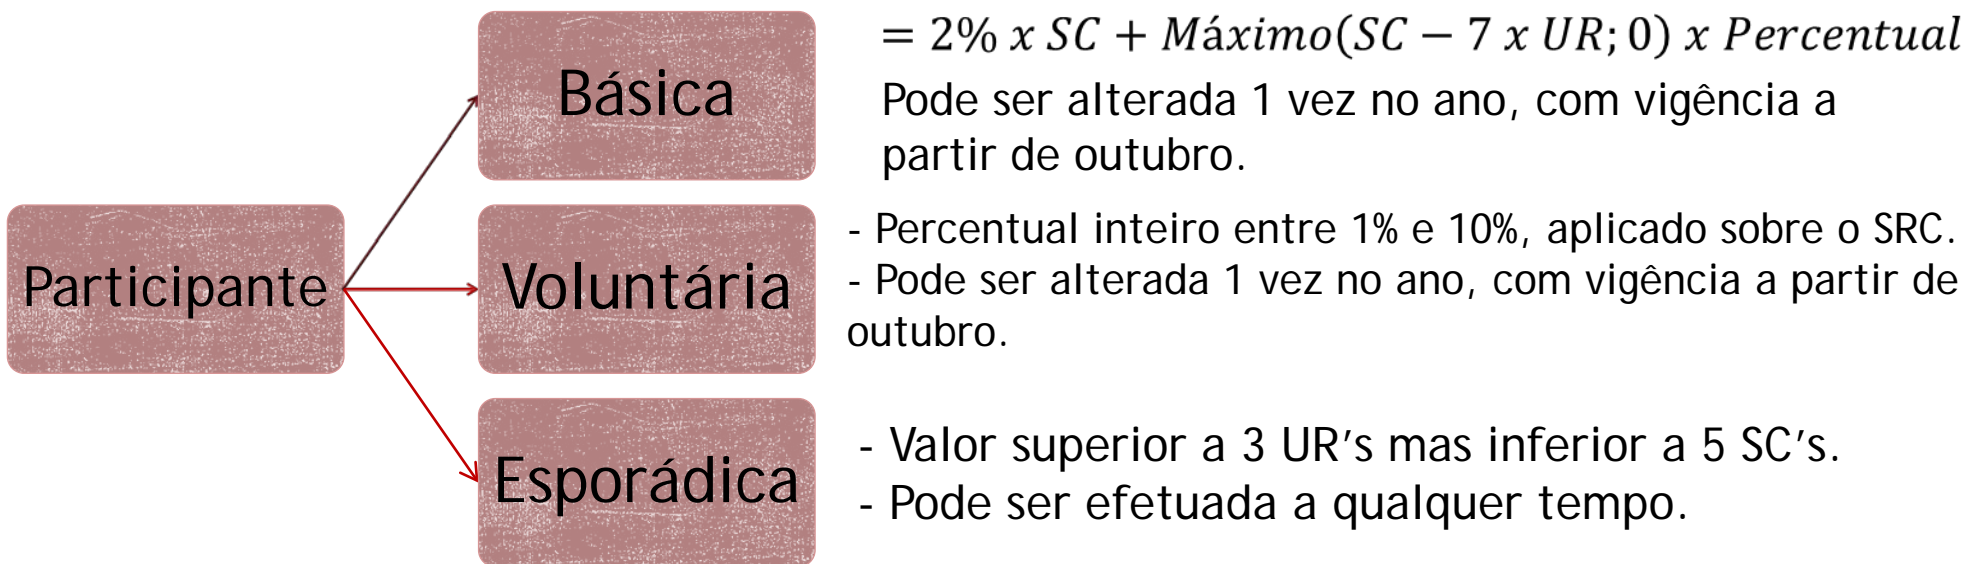 Participante
Básica
= 2% x SC + Máximo(SC − 7 x UR; 0) x Percentual
Pode ser alterada 1 vez no ano, com vigência a
partir de outubro.
Voluntária
- Percentual inteiro entre 1% e 10%, aplicado sobre o SRC.
- Pode ser alterada 1 vez no ano, com vigência a partir de
outubro.
Esporádica
- Valor superior a 3 UR’s mas inferior a 5 SC’s.
- Pode ser efetuada a qualquer tempo.